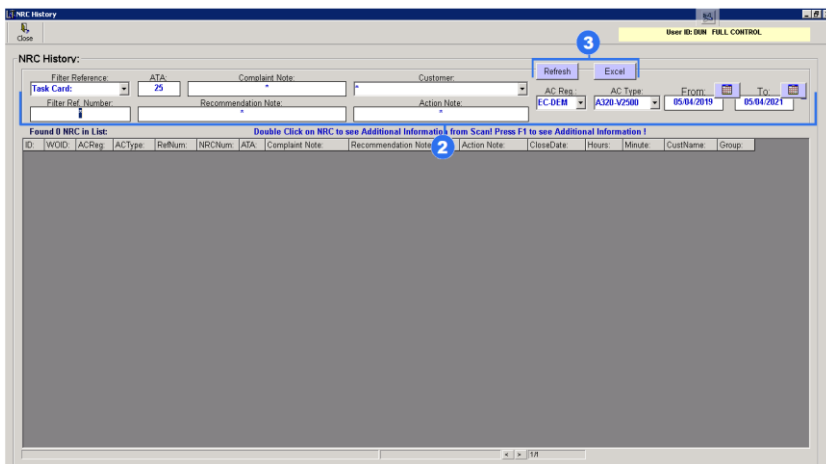 NRC History
Close
User ID: DUN FULL CONTROL
3
NRC History:
Refresh Excel
Filter Reference: ATA: Complaint Note: Customer: AC Reg.: AC Type: From: To:
Task Card: 25 * * EC-DEM A320-V2500 05/04/2019 05/04/2021
Filter Ref. Number: Recommendation Note: Action Note:
* * *
Found 0 NRC in List: Double Click on NRC to see Additional Information from Scan! Press F1 to see Additional Information !
2
ID: WOID: ACReg: ACType: RefNum: NRCNum: ATA: Complaint Note: Recommendation Note: Action Note: CloseDate: Hours: Minute: CustName: Group:
< > 1/1